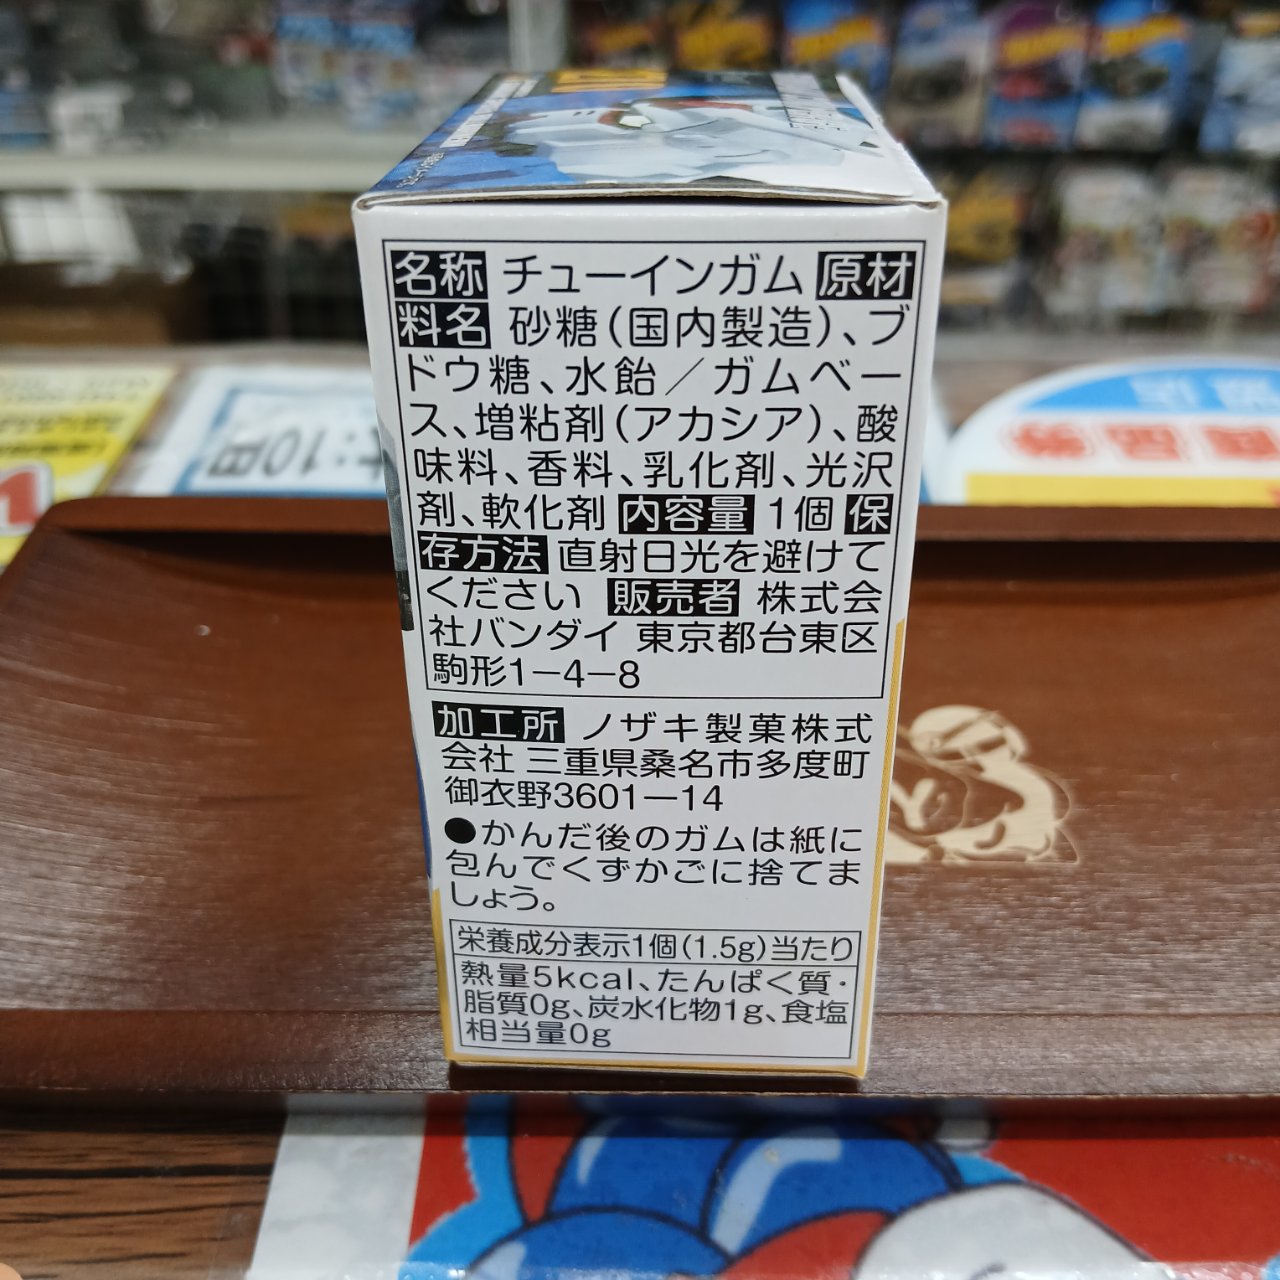 名称 チューインガム 原材
料名 砂糖(国内製造)、ブ
ドウ糖、水飴／ガムベー
ス、増粘剤(アカシア)、酸
味料、香料、乳化剤、光沢
剤、軟化剤 内容量 1個 保
存方法 直射日光を避けて
ください 販売者 株式会
社バンダイ 東京都台東区
駒形1－4－8
加工所 ノザキ製菓株式
会社 三重県桑名市多度町
御衣野3601－14
●かんだ後のガムは紙に
包んでくずかごに捨てま
しょう。
栄養成分表示1個(1.5g)当たり
熱量5kcal、たんぱく質・
脂質0g、炭水化物1g、食塩
相当量0g
商品券